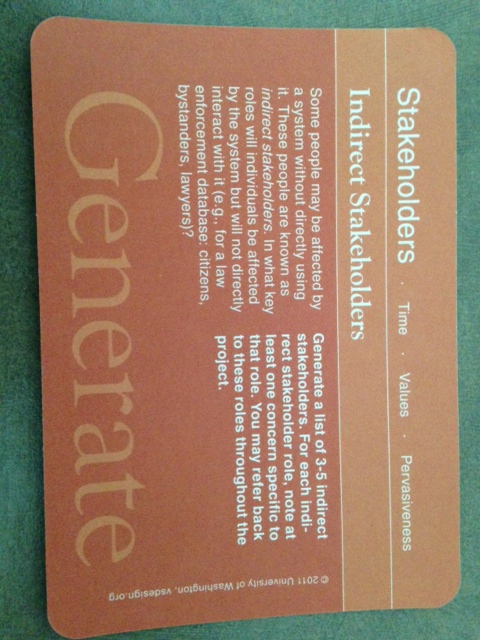 Stakeholders · Time · Values · Pervasiveness
Indirect Stakeholders
Some people may be affected by
a system without directly using
it. These people are known as
indirect stakeholders. In what key
roles will individuals be affected
by the system but will not directly
interact with it (e.g., for a law
enforcement database: citizens,
bystanders, lawyers)?
Generate a list of 3-5 indirect
stakeholders. For each indi-
rect stakeholder role, note at
least one concern specific to
that role. You may refer back
to these roles throughout the
project.
Generate
© 2011 University of Washington, vsdesign.org